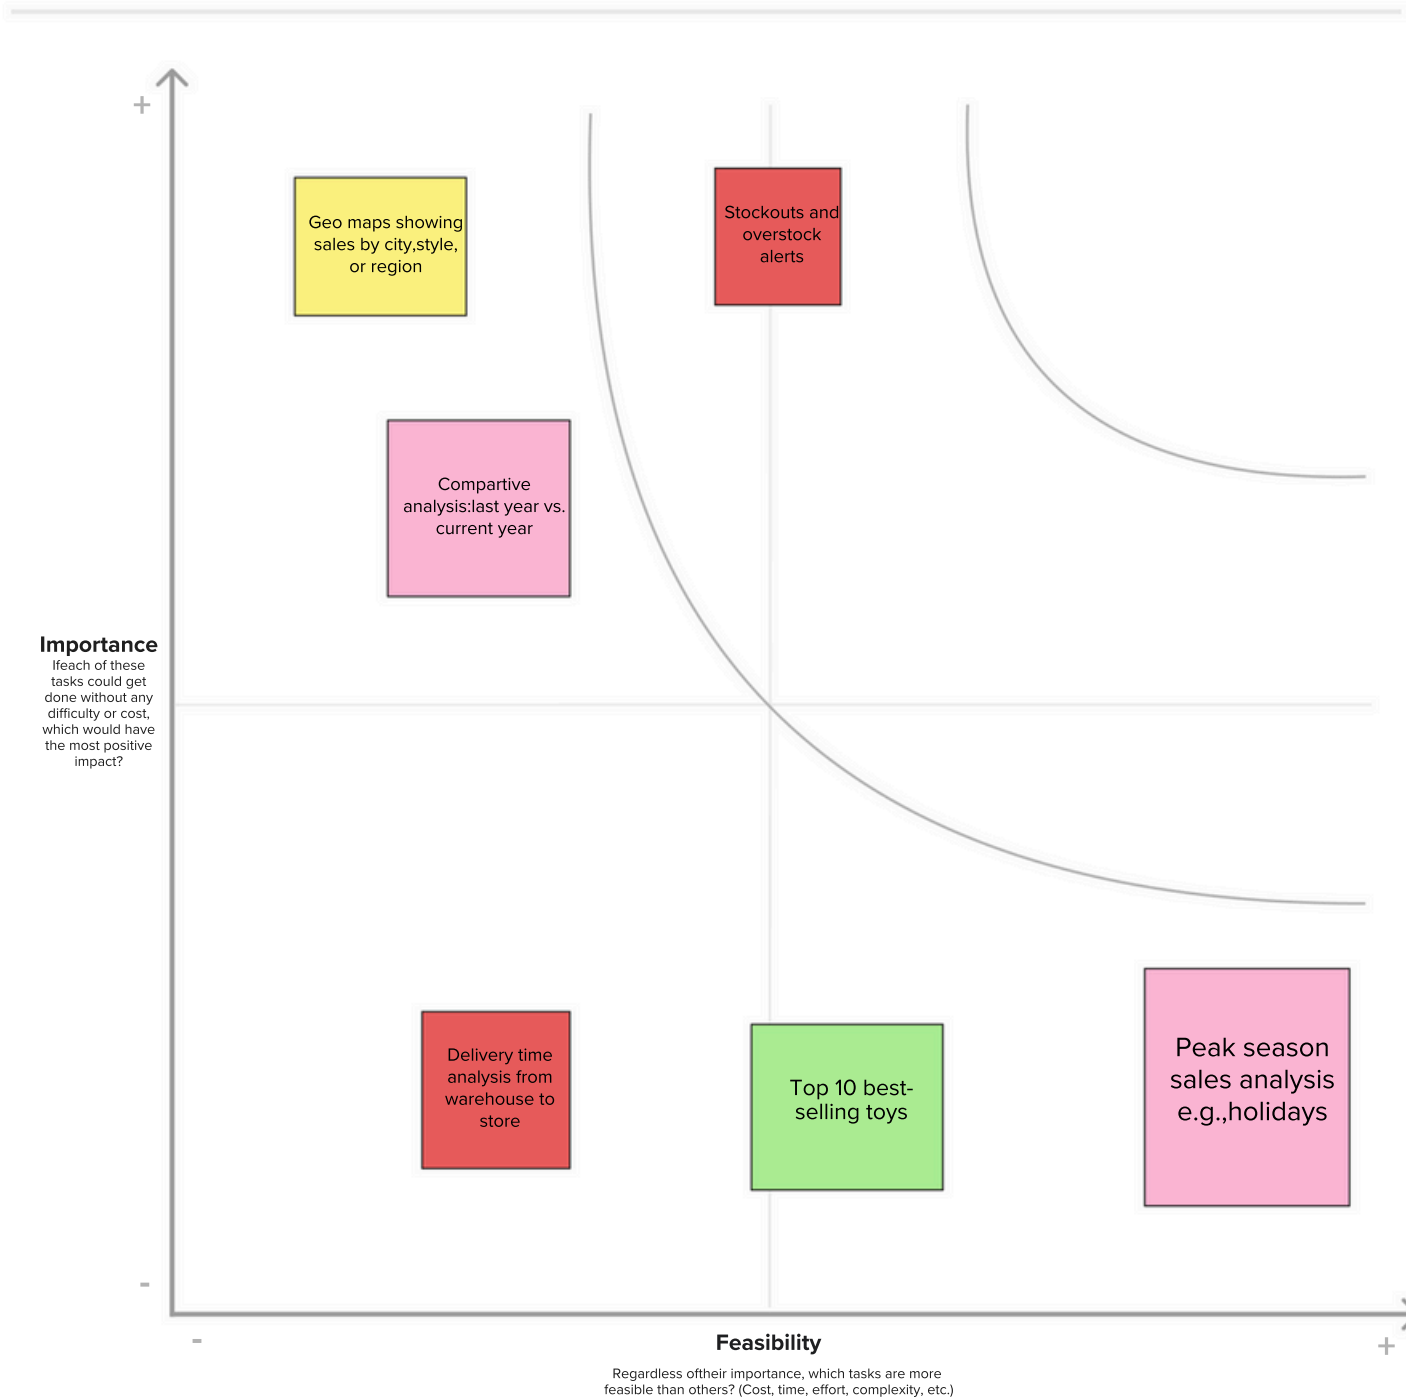 +
Geo maps showing
sales by city,style,
or region
Stockouts and
overstock
alerts
Compartive
analysis:last year vs.
current year
Importance
Ifeach of these
tasks could get
done without any
difficulty or cost,
which would have
the most positive
impact?
Delivery time
analysis from
warehouse to
store
Top 10 best-
selling toys
Peak season
sales analysis
e.g.,holidays
-
-
Feasibility
+
Regardless oftheir importance, which tasks are more
feasible than others? (Cost, time, effort, complexity, etc.)